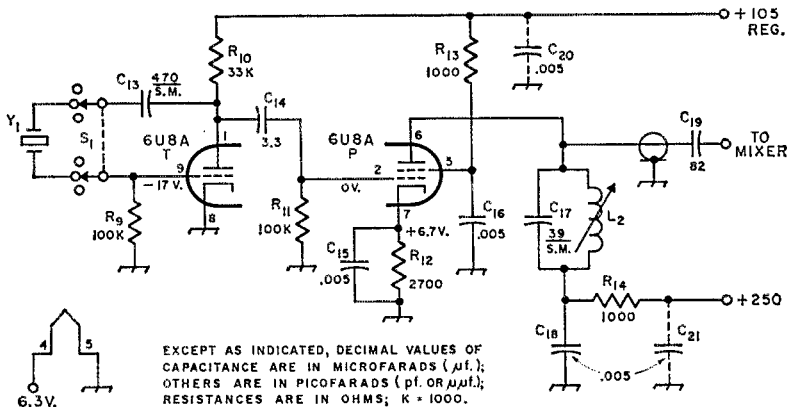 +105
REG.
R10
33K
R13
1000
C20
.005
C13
470
S.M.
C14
3.3
Y1
S1
6U8A
T
1
9
-17 V.
8
R9
100K
R11
100K
6U8A
P
6
2
0V.
3
7
+6.7V.
C15
.005
R12
2700
C16
.005
C17
39
S.M.
L2
C19
82
TO
MIXER
R14
1000
+250
C18
.005
C21
4
5
6.3V.
EXCEPT AS INDICATED, DECIMAL VALUES OF
CAPACITANCE ARE IN MICROFARADS (µf.);
OTHERS ARE IN PICOFARADS (pf. OR µµf.);
RESISTANCES ARE IN OHMS; K = 1000.